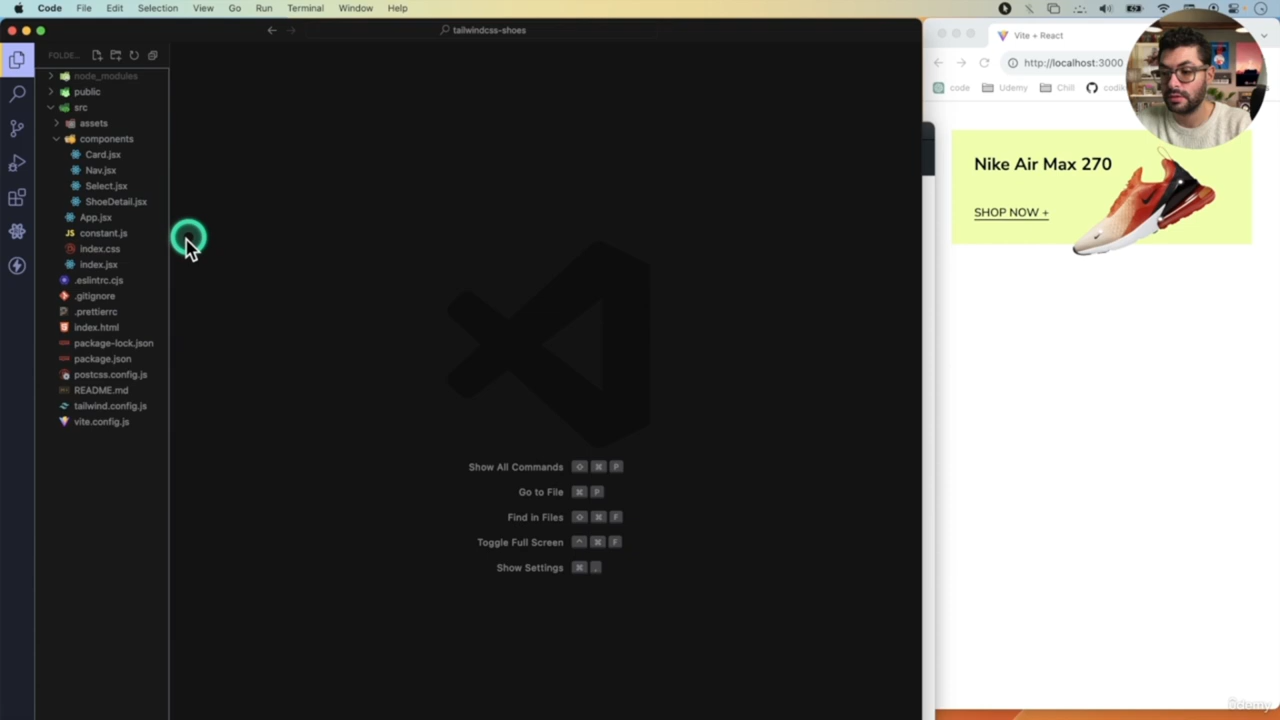 Code File Edit Selection View Go Run Terminal Window Help
tailwindcss-shoes
FOLDE...
node_modules
public
src
assets
components
Card.jsx
Nav.jsx
Select.jsx
ShoeDetail.jsx
App.jsx
JS constant.js
index.css
index.jsx
.eslintrc.cjs
.gitignore
.prettierrc
index.html
package-lock.json
package.json
postcss.config.js
README.md
tailwind.config.js
vite.config.js
Show All Commands ⇧ ⌘ P
Go to File ⌘ P
Find in Files ⇧ ⌘ F
Toggle Full Screen ^ ⌘ F
Show Settings ⌘ ,
Vite + React
http://localhost:3000
code Udemy Chill
Nike Air Max 270
SHOP NOW +
Udemy